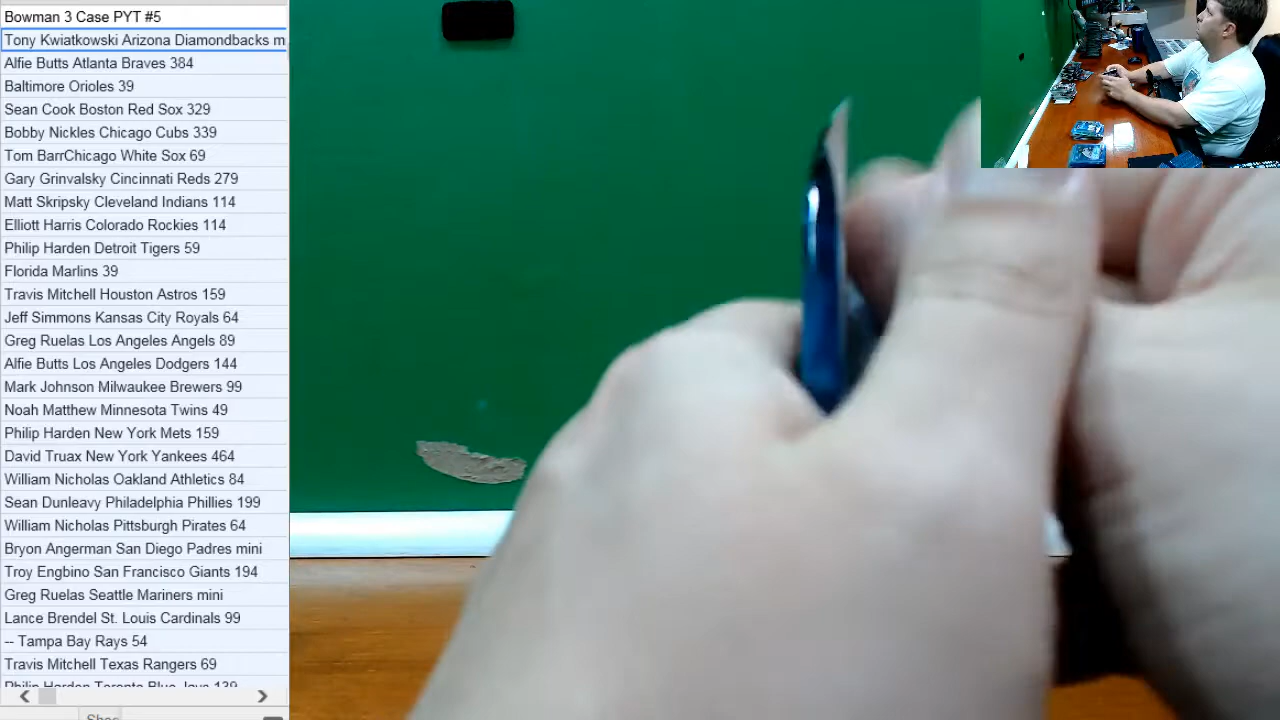 Bowman 3 Case PYT #5
Tony Kwiatkowski Arizona Diamondbacks m
Alfie Butts Atlanta Braves 384
Baltimore Orioles 39
Sean Cook Boston Red Sox 329
Bobby Nickles Chicago Cubs 339
Tom BarrChicago White Sox 69
Gary Grinvalsky Cincinnati Reds 279
Matt Skripsky Cleveland Indians 114
Elliott Harris Colorado Rockies 114
Philip Harden Detroit Tigers 59
Florida Marlins 39
Travis Mitchell Houston Astros 159
Jeff Simmons Kansas City Royals 64
Greg Ruelas Los Angeles Angels 89
Alfie Butts Los Angeles Dodgers 144
Mark Johnson Milwaukee Brewers 99
Noah Matthew Minnesota Twins 49
Philip Harden New York Mets 159
David Truax New York Yankees 464
William Nicholas Oakland Athletics 84
Sean Dunleavy Philadelphia Phillies 199
William Nicholas Pittsburgh Pirates 64
Bryon Angerman San Diego Padres mini
Troy Engbino San Francisco Giants 194
Greg Ruelas Seattle Mariners mini
Lance Brendel St. Louis Cardinals 99
-- Tampa Bay Rays 54
Travis Mitchell Texas Rangers 69
Philip Harden Toronto Blue Jays 139